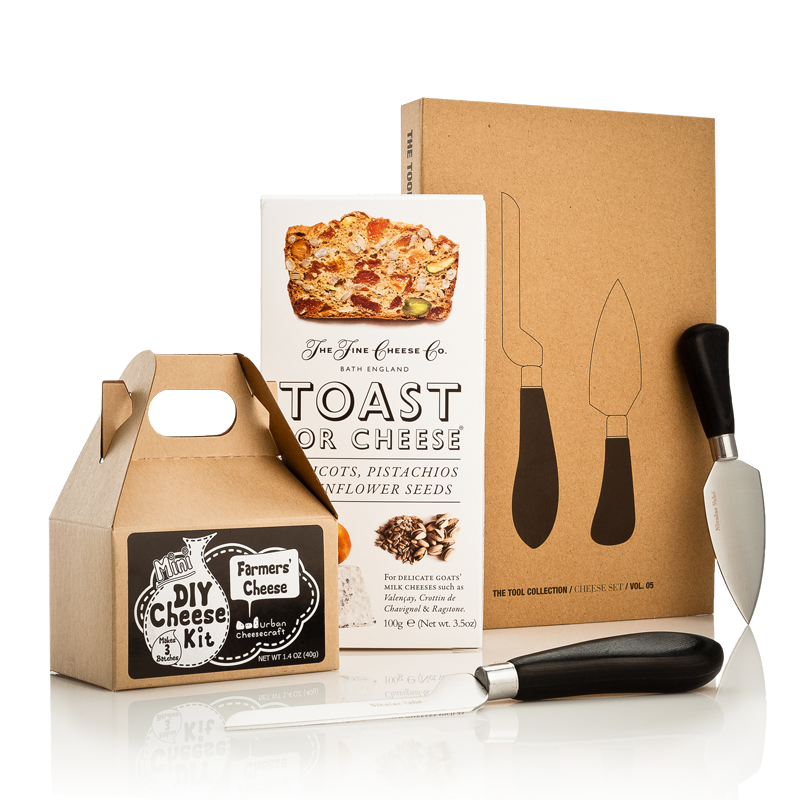 THE TOOL
THE FINE CHEESE CO.
BATH ENGLAND
TOAST
OR CHEESE®
ICOTS, PISTACHIOS
NFLOWER SEEDS
For DELICATE GOATS'
MILK CHEESES such as
Valençay, Crottin de
Chavignol & Ragstone.
100g ℮ (Net wt. 3.5oz)
THE TOOL COLLECTION / CHEESE SET / VOL. 05
Mini
DIY
Cheese
Kit
Makes
3
Batches
Farmers'
Cheese
Urban
Cheesecraft
NET WT 1.4 OZ (40g)